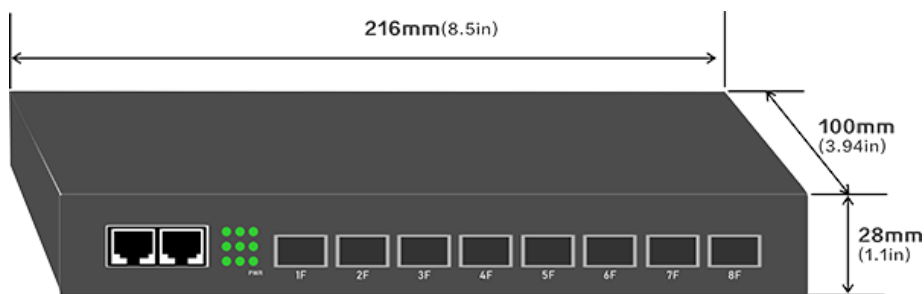 216mm(8.5in)
100mm
(3.94in)
28mm
(1.1in)
PWR
1F 2F 3F 4F 5F 6F 7F 8F